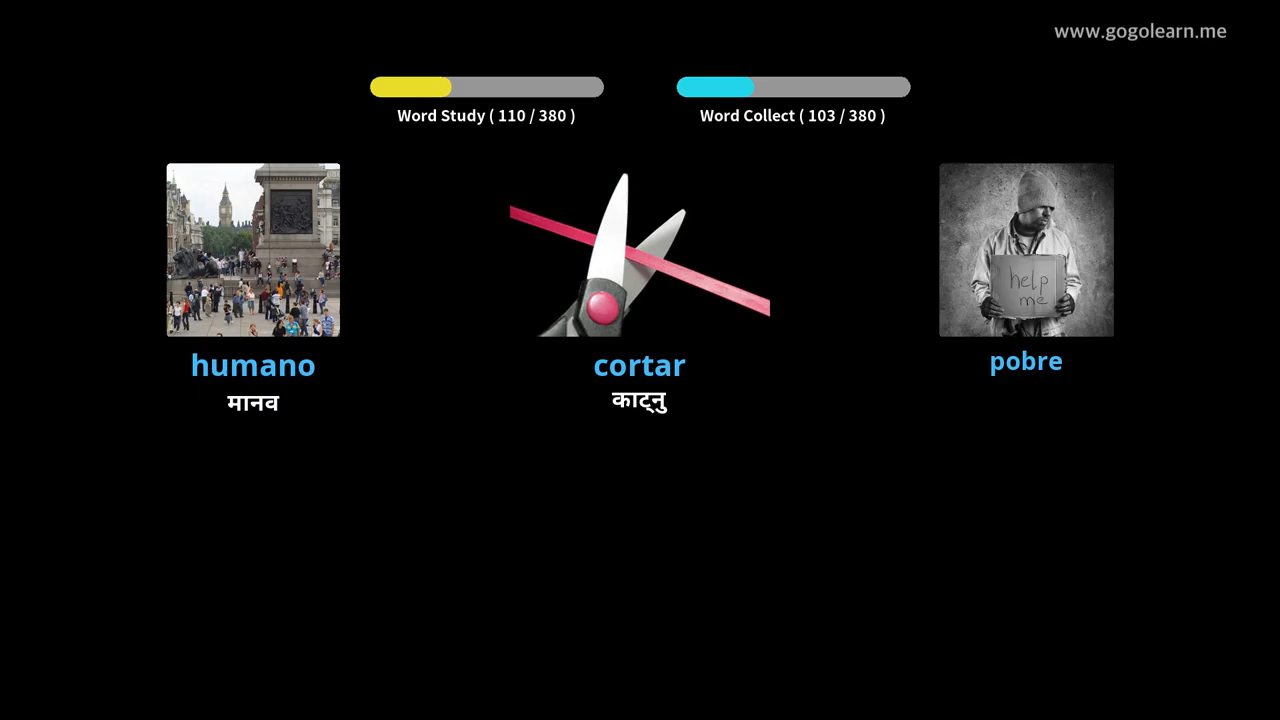 www.gogolearn.me
Word Study ( 110 / 380 )
Word Collect ( 103 / 380 )
help
me
humano
cortar
pobre
मानव
काट्नु